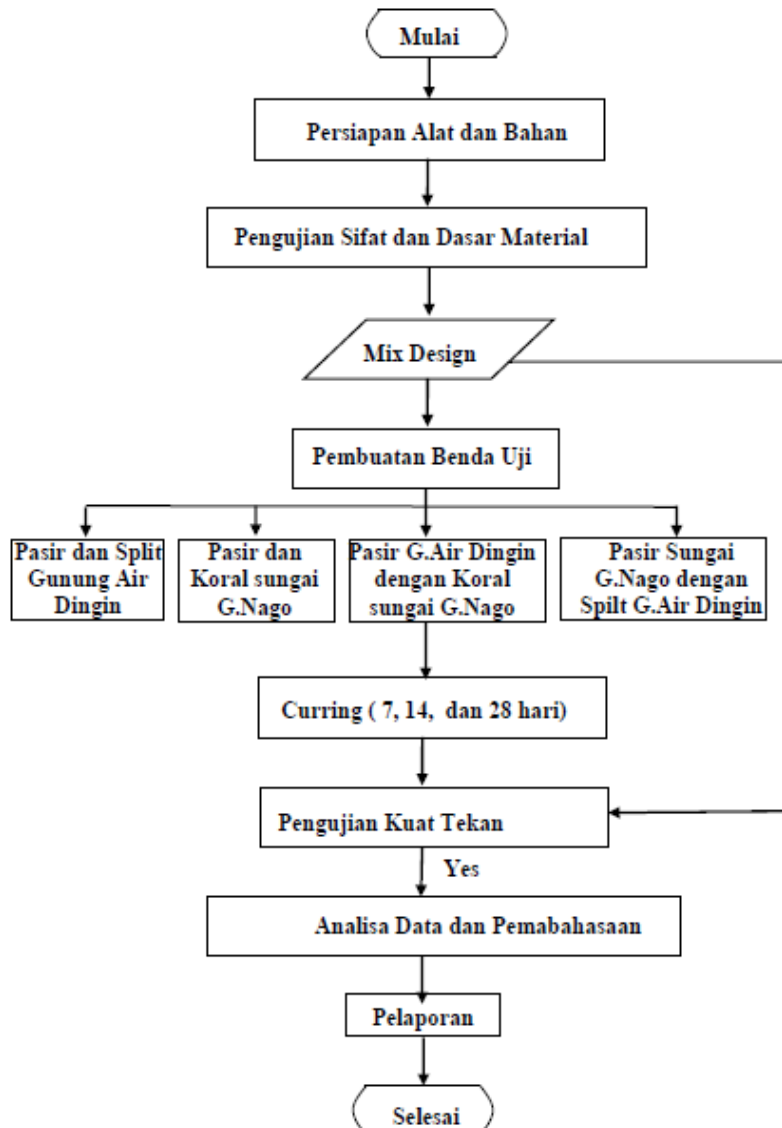 Mulai
Persiapan Alat dan Bahan
Pengujian Sifat dan Dasar Material
Mix Design
Pembuatan Benda Uji
Pasir dan Split
Gunung Air
Dingin
Pasir dan
Koral sungai
G.Nago
Pasir G.Air Dingin
dengan Koral
sungai G.Nago
Pasir Sungai
G.Nago dengan
Spilt G.Air Dingin
Curring ( 7, 14, dan 28 hari)
Pengujian Kuat Tekan
Yes
Analisa Data dan Pemabahasaan
Pelaporan
Selesai